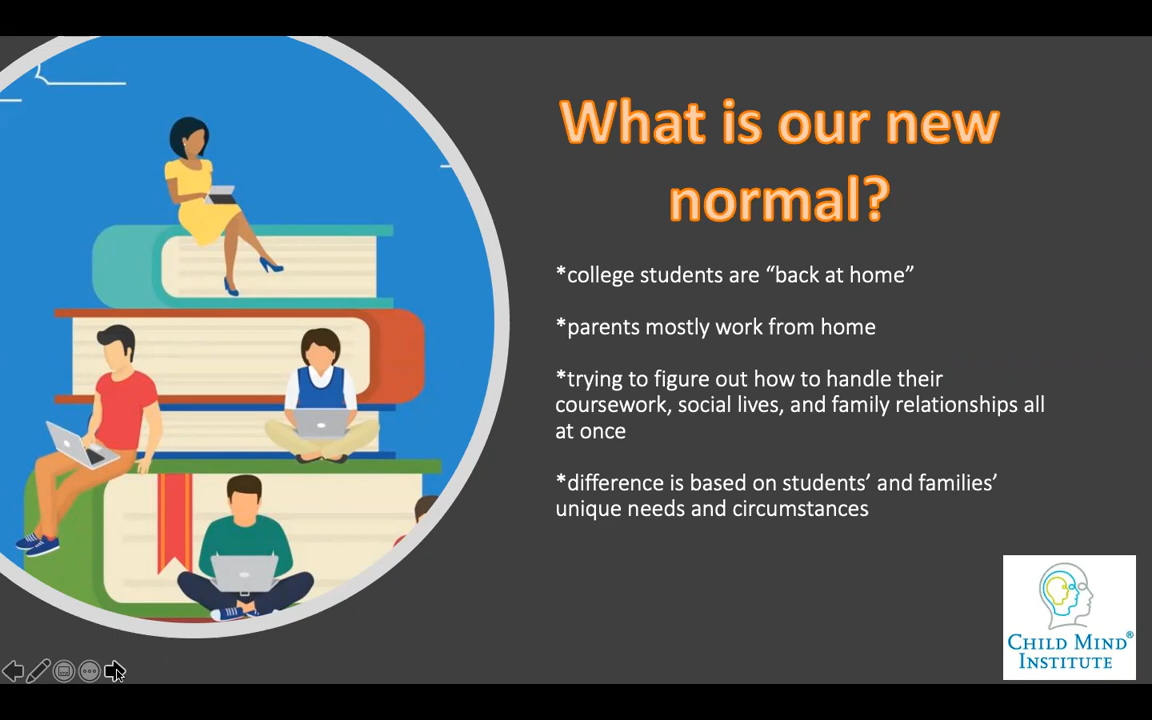 What is our new
normal?
*college students are “back at home”
*parents mostly work from home
*trying to figure out how to handle their
coursework, social lives, and family relationships all
at once
*difference is based on students’ and families’
unique needs and circumstances
CHILD MIND®
INSTITUTE